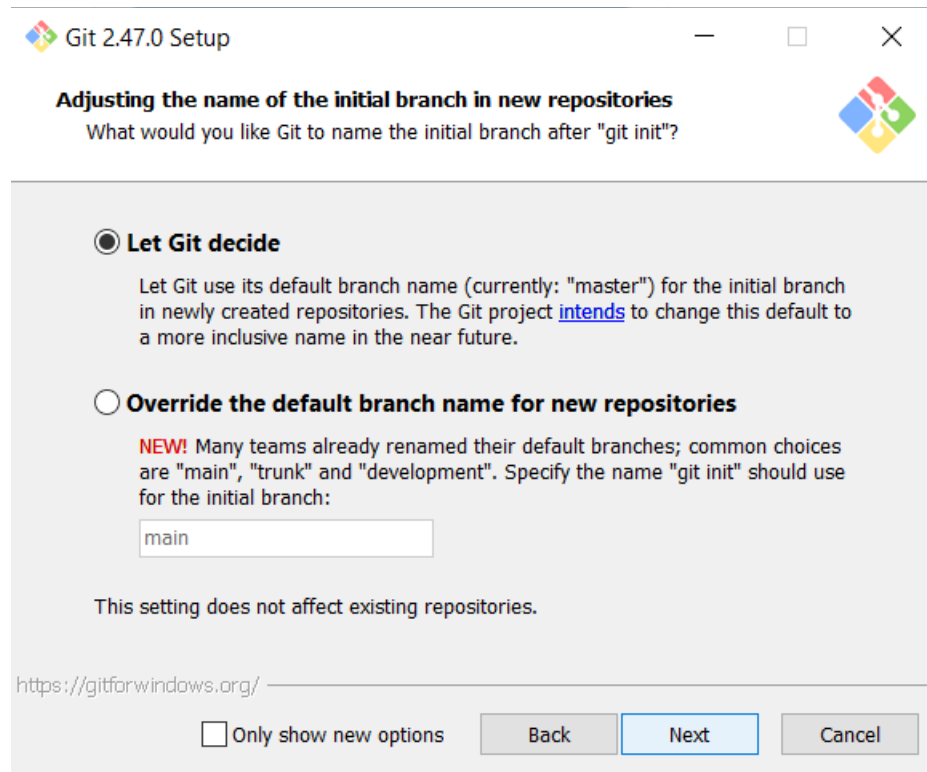 Git 2.47.0 Setup
Adjusting the name of the initial branch in new repositories
What would you like Git to name the initial branch after "git init"?
Let Git decide
Let Git use its default branch name (currently: "master") for the initial branch
in newly created repositories. The Git project intends to change this default to
a more inclusive name in the near future.
Override the default branch name for new repositories
NEW! Many teams already renamed their default branches; common choices
are "main", "trunk" and "development". Specify the name "git init" should use
for the initial branch:
main
This setting does not affect existing repositories.
https://gitforwindows.org/
Only show new options Back Next Cancel